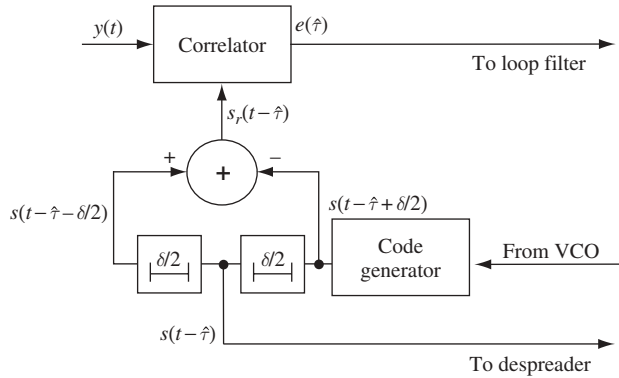 y(t)
Correlator
e(τ̂)
To loop filter
s_r(t−τ̂)
+
−
+
s(t−τ̂−δ/2)
s(t−τ̂+δ/2)
δ/2
δ/2
Code
generator
From VCO
s(t−τ̂)
To despreader